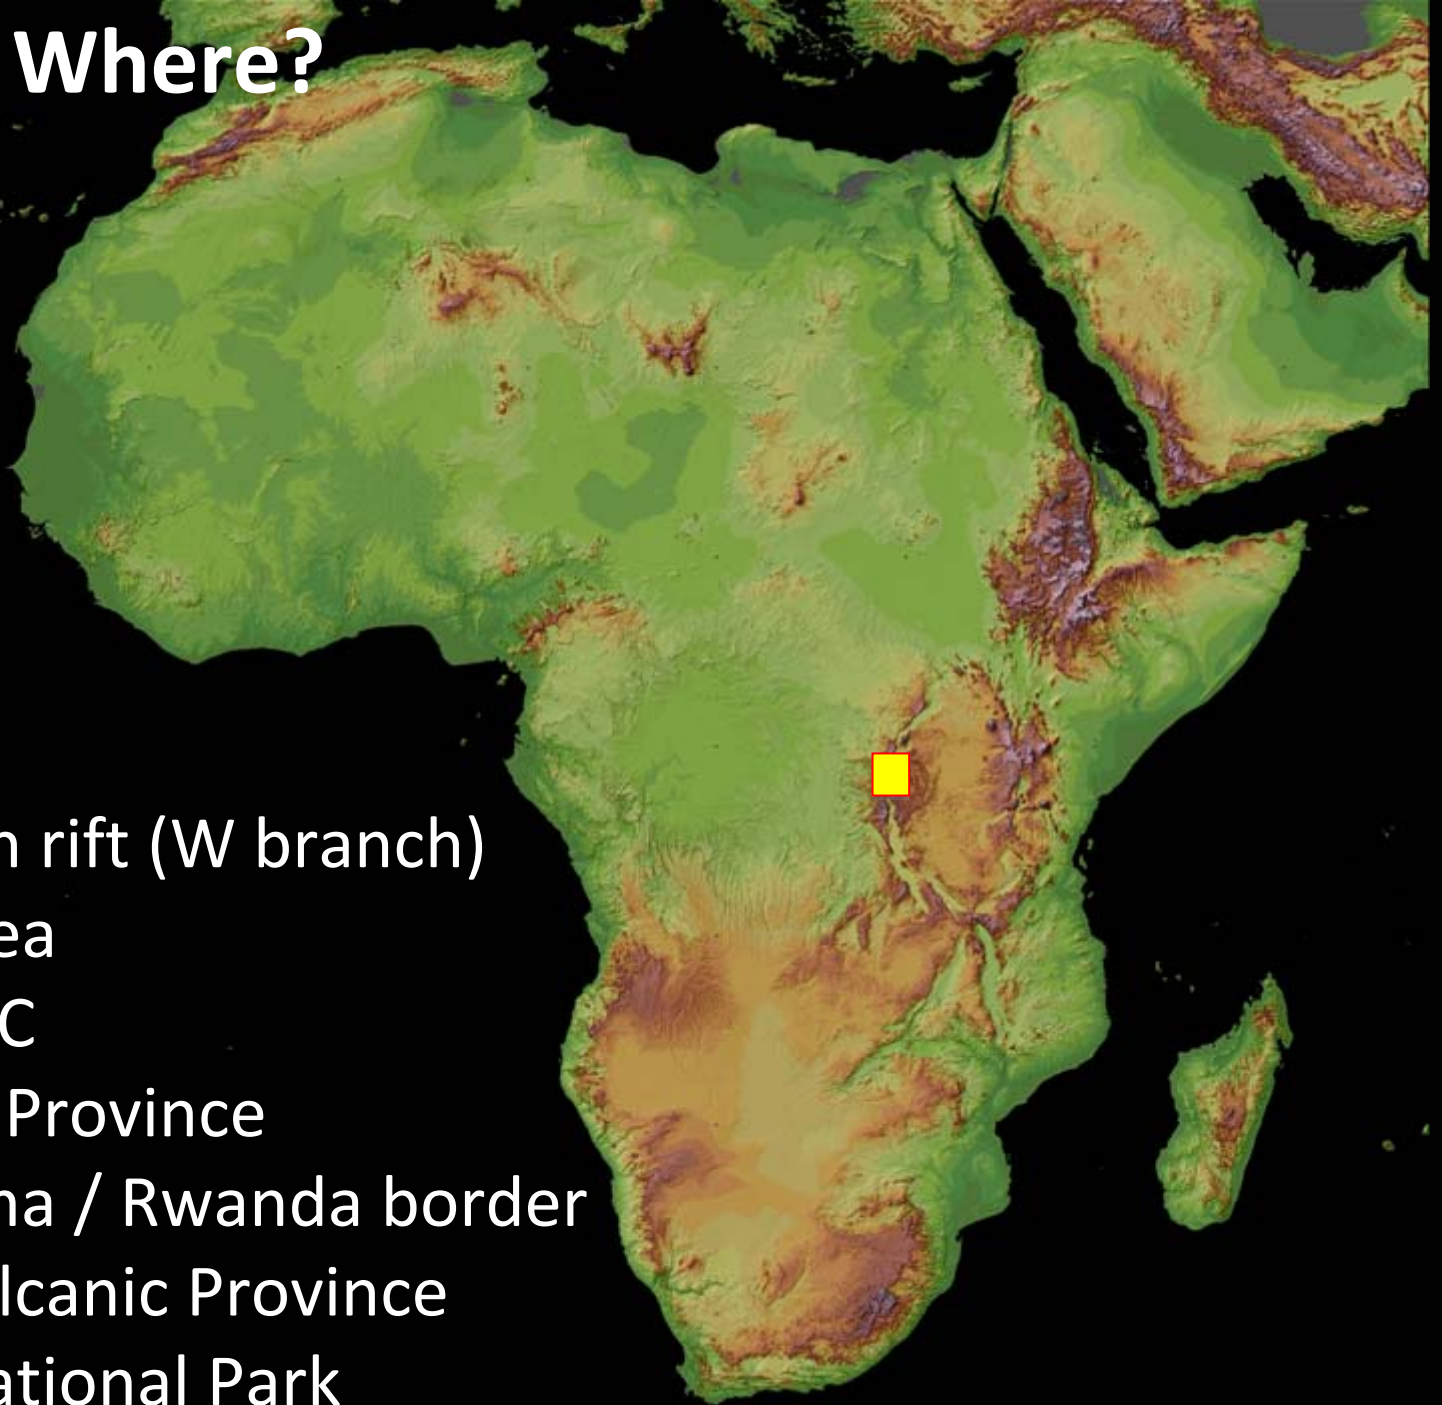 Where?
n rift (W branch)
ea
C
Province
na / Rwanda border
lcanic Province
ational Park